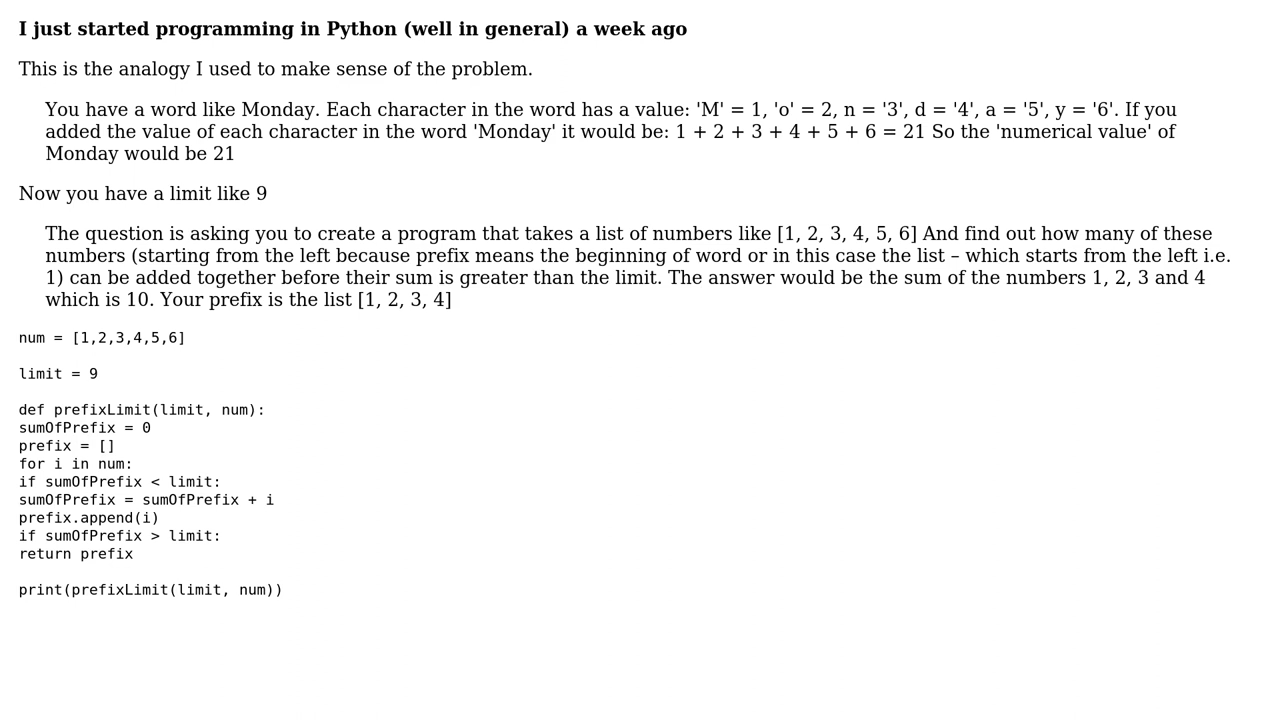 I just started programming in Python (well in general) a week ago
This is the analogy I used to make sense of the problem.
You have a word like Monday. Each character in the word has a value: 'M' = 1, 'o' = 2, n = '3', d = '4', a = '5', y = '6'. If you
added the value of each character in the word 'Monday' it would be: 1 + 2 + 3 + 4 + 5 + 6 = 21 So the 'numerical value' of
Monday would be 21
Now you have a limit like 9
The question is asking you to create a program that takes a list of numbers like [1, 2, 3, 4, 5, 6] And find out how many of these
numbers (starting from the left because prefix means the beginning of word or in this case the list – which starts from the left i.e.
1) can be added together before their sum is greater than the limit. The answer would be the sum of the numbers 1, 2, 3 and 4
which is 10. Your prefix is the list [1, 2, 3, 4]
num = [1,2,3,4,5,6]
limit = 9
def prefixLimit(limit, num):
sumOfPrefix = 0
prefix = []
for i in num:
if sumOfPrefix < limit:
sumOfPrefix = sumOfPrefix + i
prefix.append(i)
if sumOfPrefix > limit:
return prefix
print(prefixLimit(limit, num))